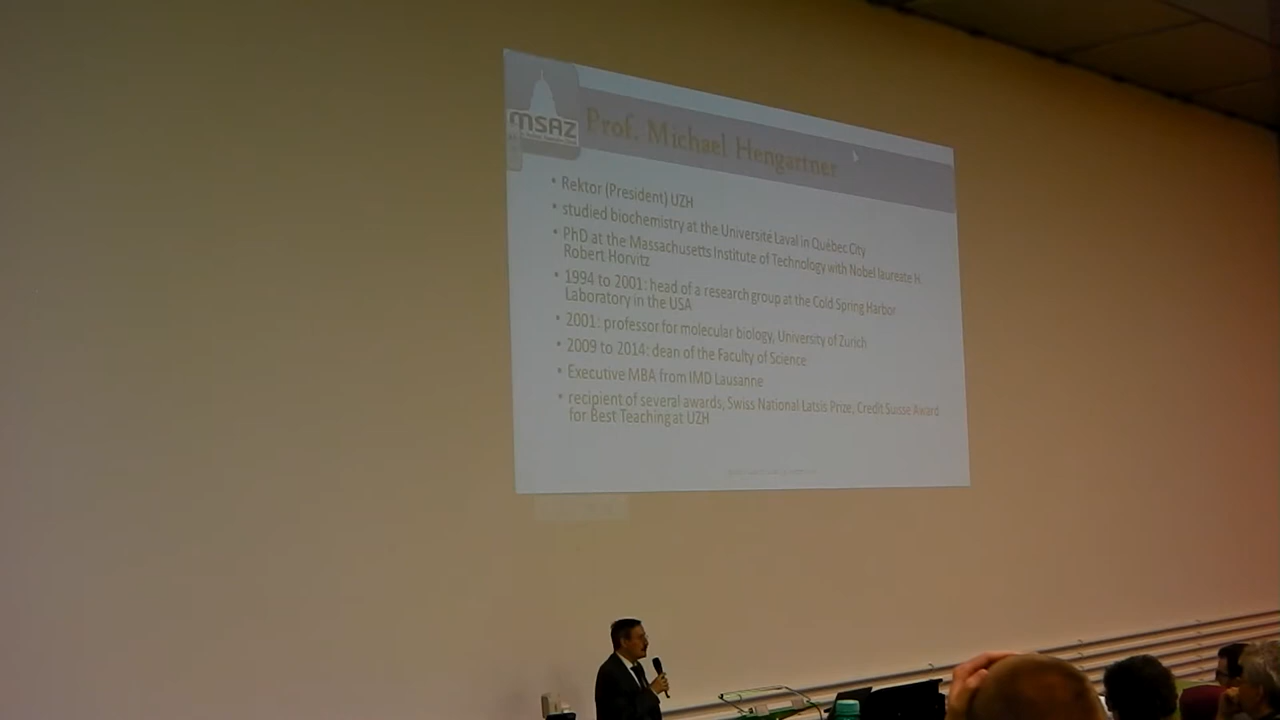 MSAZ
Prof. Michael Hengartner
• Rektor (President) UZH
• studied biochemistry at the Université Laval in Québec City
• PhD at the Massachusetts Institute of Technology with Nobel laureate H.
Robert Horvitz
• 1994 to 2001: head of a research group at the Cold Spring Harbor
Laboratory in the USA
• 2001: professor for molecular biology, University of Zurich
• 2009 to 2014: dean of the Faculty of Science
• Executive MBA from IMD Lausanne
• recipient of several awards, Swiss National Latsis Prize, Credit Suisse Award
for Best Teaching at UZH